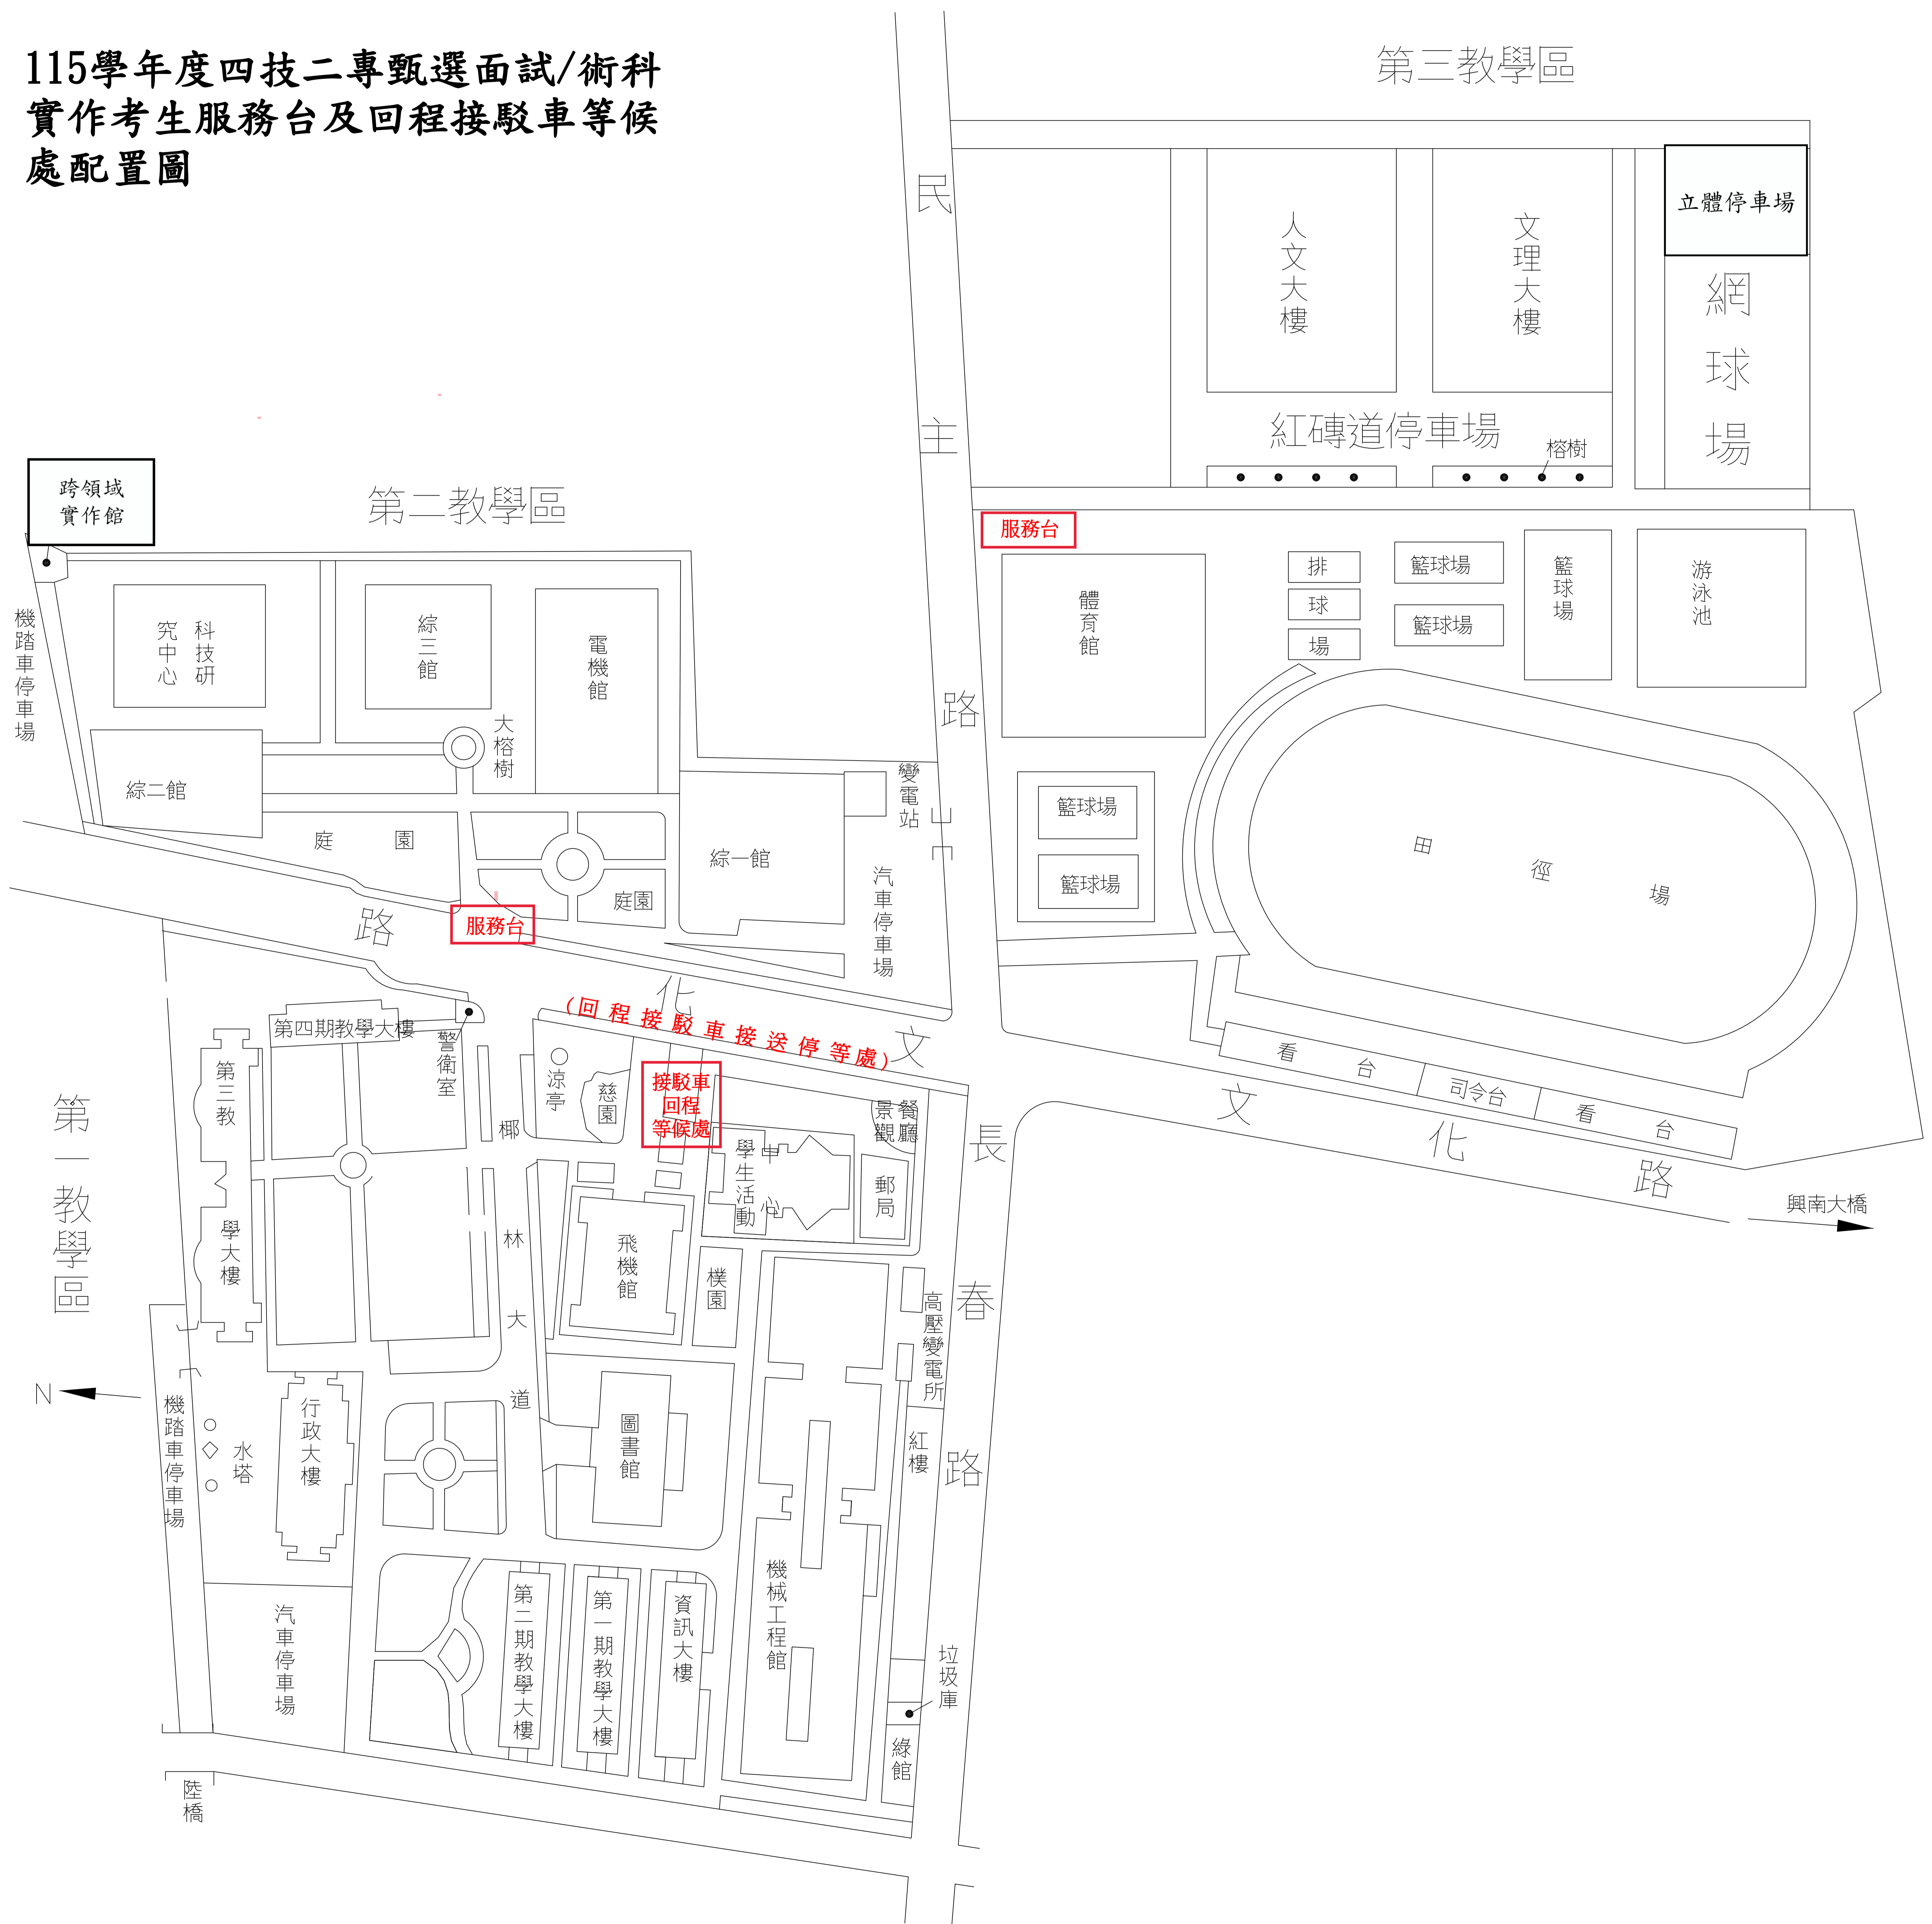 115學年度四技二專甄選面試/術科
實作考生服務台及回程接駁車等候
處配置圖
第三教學區
民主路
立體停車場
人文大樓
文理大樓
網球場
紅磚道停車場
榕樹
跨領域
實作館
第二教學區
服務台
機踏車停車場
科技研
究中心
綜三館
電機館
大榕樹
綜二館
庭園
庭園
綜一館
變電站
汽車停車場
體育館
排球場
籃球場
籃球場
籃球場
游泳池
籃球場
籃球場
田徑場
服務台
文化路
(回程接駁車接送停等處)
看台
司令台
看台
文化路
興南大橋
第一教學區
第四期教學大樓
警衛室
第三教
學大樓
涼亭
慈園
接駁車
回程
等候處
景觀
餐廳
學生活動
中心
郵局
椰林大道
飛機館
樸園
長春路
高壓變電所
N
機踏車停車場
水塔
行政大樓
圖書館
紅樓
汽車停車場
第二期教學大樓
第一期教學大樓
資訊大樓
機械工程館
垃圾庫
綠館
陸橋